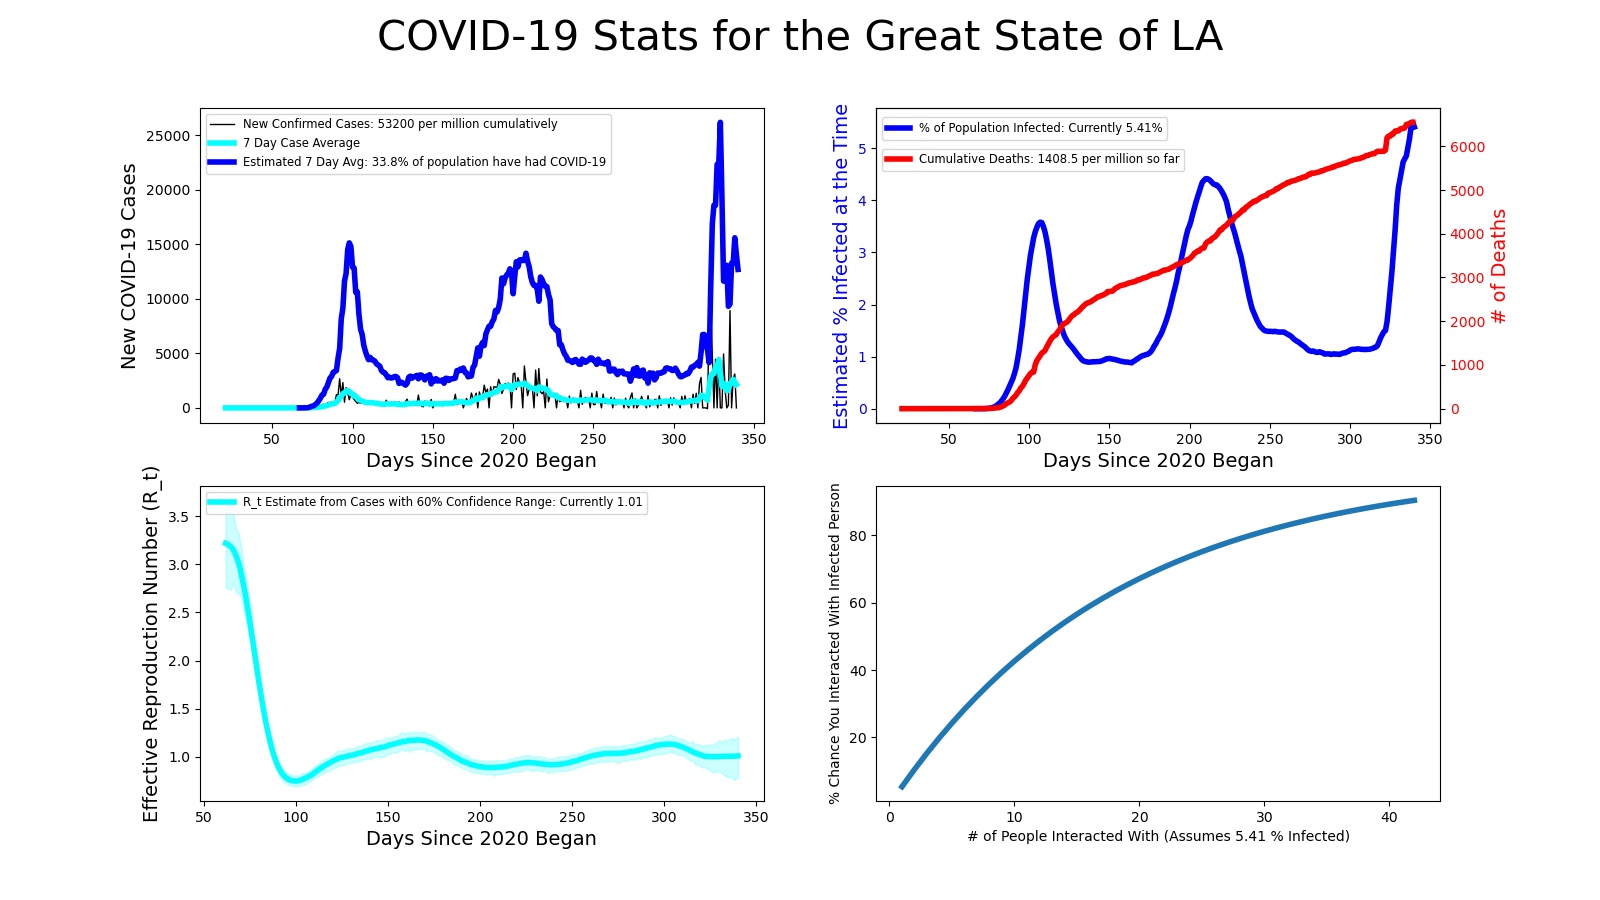 COVID-19 Stats for the Great State of LA
New COVID-19 Cases
25000
20000
15000
10000
5000
0
New Confirmed Cases: 53200 per million cumulatively
7 Day Case Average
Estimated 7 Day Avg: 33.8% of population have had COVID-19
50 100 150 200 250 300 350
Days Since 2020 Began
Estimated % Infected at the Time
5
4
3
2
1
0
% of Population Infected: Currently 5.41%
Cumulative Deaths: 1408.5 per million so far
6000
5000
4000
3000
2000
1000
0
# of Deaths
50 100 150 200 250 300 350
Days Since 2020 Began
Effective Reproduction Number (R_t)
3.5
3.0
2.5
2.0
1.5
1.0
R_t Estimate from Cases with 60% Confidence Range: Currently 1.01
50 100 150 200 250 300 350
Days Since 2020 Began
% Chance You Interacted With Infected Person
80
60
40
20
0 10 20 30 40
# of People Interacted With (Assumes 5.41 % Infected)